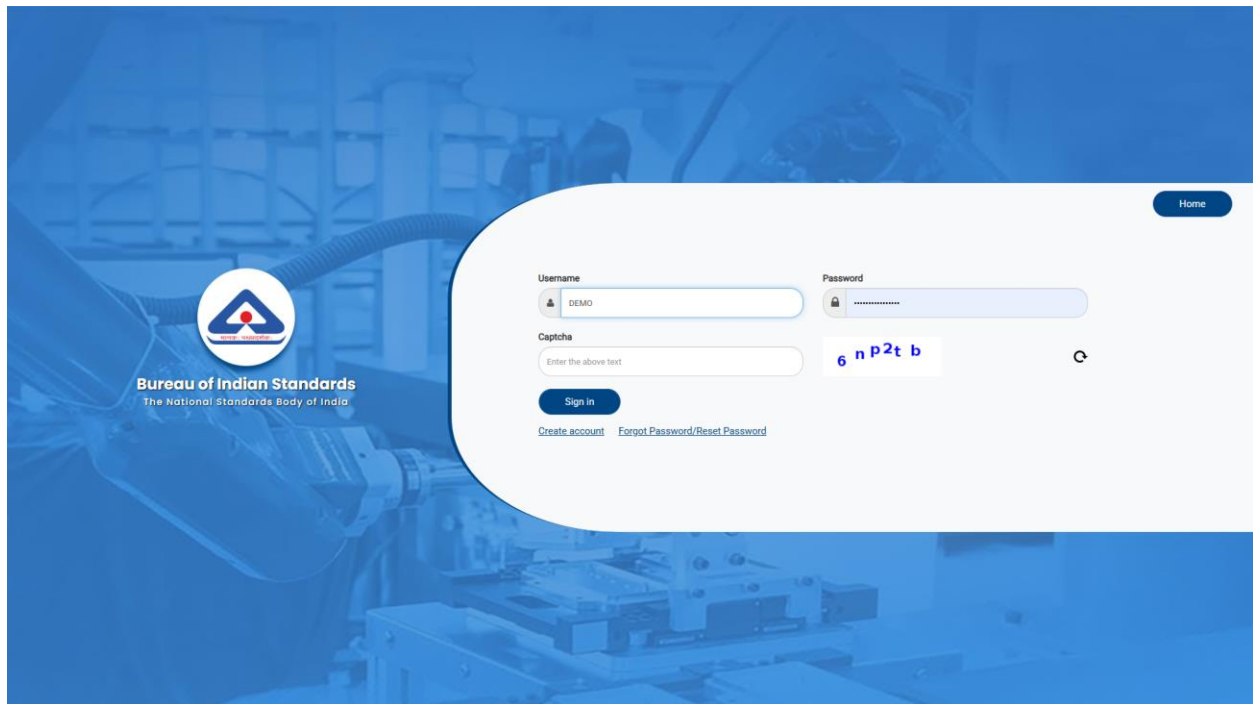 Home
Username
Password
DEMO
Captcha
Enter the above text
6 n p2t b
Sign in
Create account Forgot Password/Reset Password
Bureau of Indian Standards
The National Standards Body of India